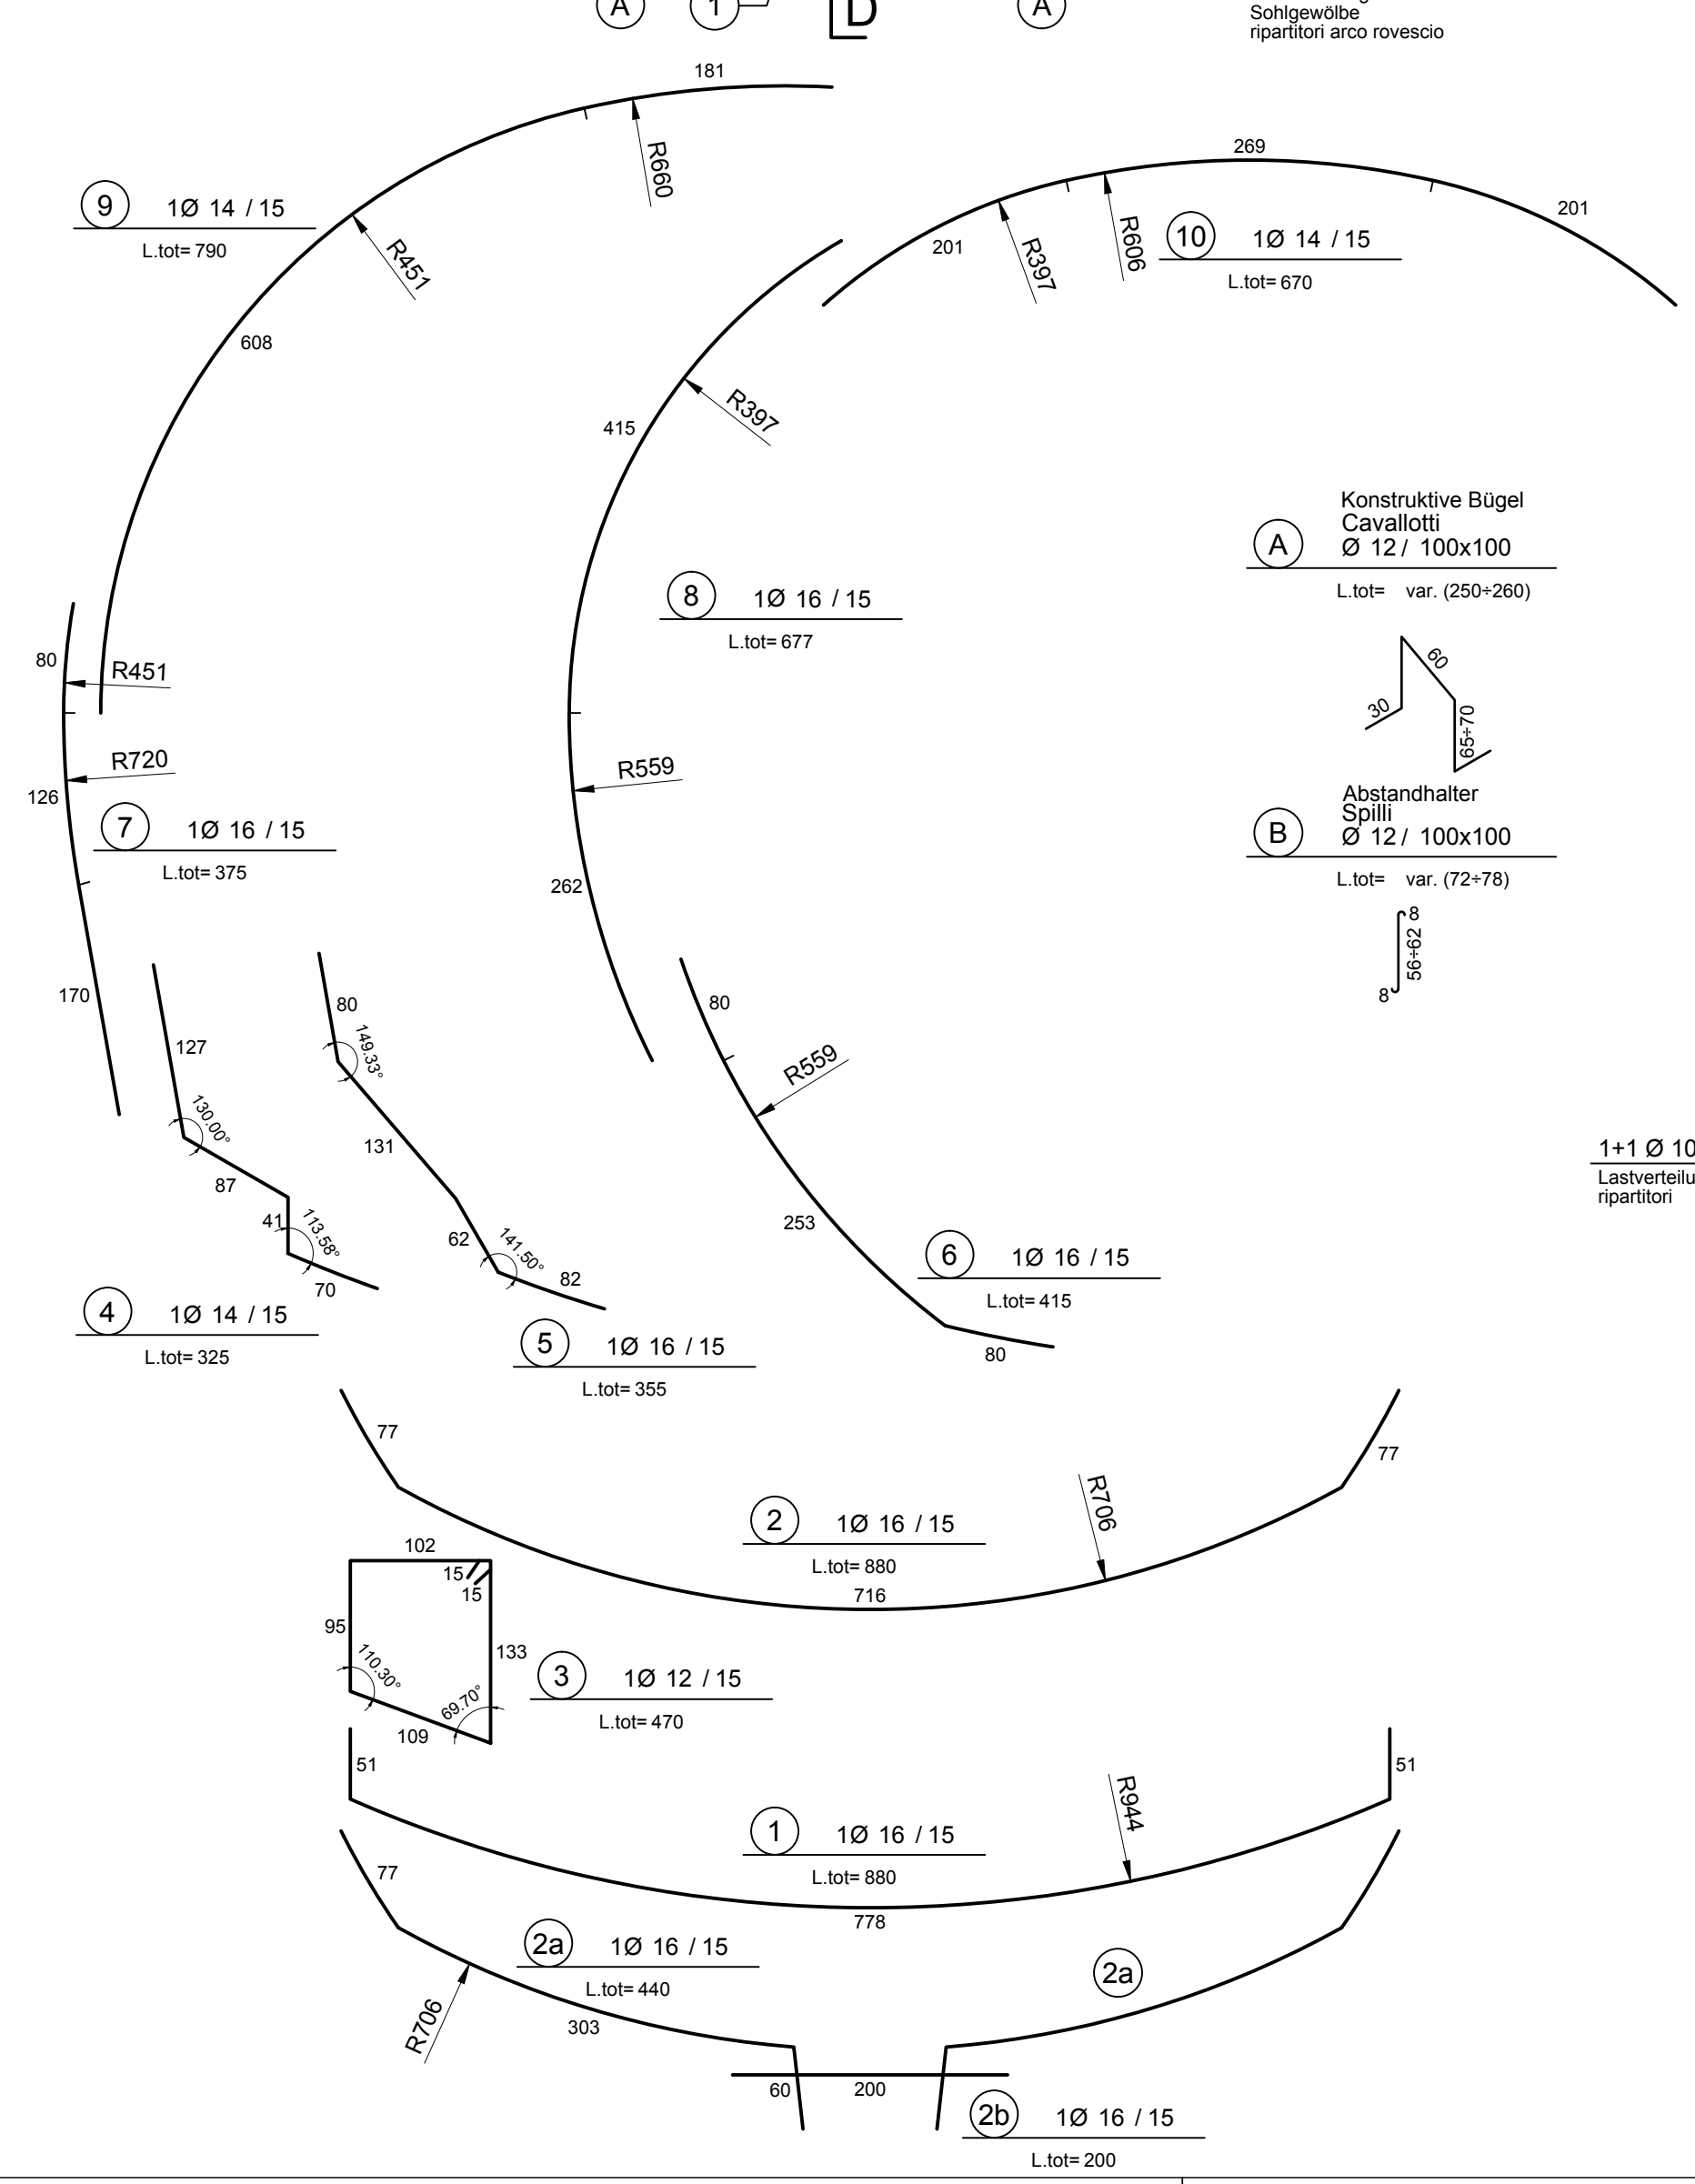 A
1
D
A
Sohlgewölbe
ripartitori arco rovescio
181
R660
9 1Ø 14 / 15
L.tot= 790
R451
608
269
201
201
R397
R606
10 1Ø 14 / 15
L.tot= 670
R397
415
8 1Ø 16 / 15
L.tot= 677
R559
262
Konstruktive Bügel
Cavallotti
A Ø 12 / 100x100
L.tot= var. (250÷260)
60
30
65÷70
Abstandhalter
Spilli
B Ø 12 / 100x100
L.tot= var. (72÷78)
8
56÷62
8
80
R451
R720
126
7 1Ø 16 / 15
L.tot= 375
170
127
130.00°
87
41
113.58°
70
4 1Ø 14 / 15
L.tot= 325
80
149.33°
131
62
141.50°
82
5 1Ø 16 / 15
L.tot= 355
80
R559
253
6 1Ø 16 / 15
L.tot= 415
80
1+1 Ø 10
Lastverteilu
ripartitori
77
77
R706
2 1Ø 16 / 15
L.tot= 880
716
102
15
15
95
133
110.30°
69.70°
109
3 1Ø 12 / 15
L.tot= 470
51
51
R944
1 1Ø 16 / 15
L.tot= 880
778
77
2a 1Ø 16 / 15
L.tot= 440
2a
R706
303
60
200
2b 1Ø 16 / 15
L.tot= 200